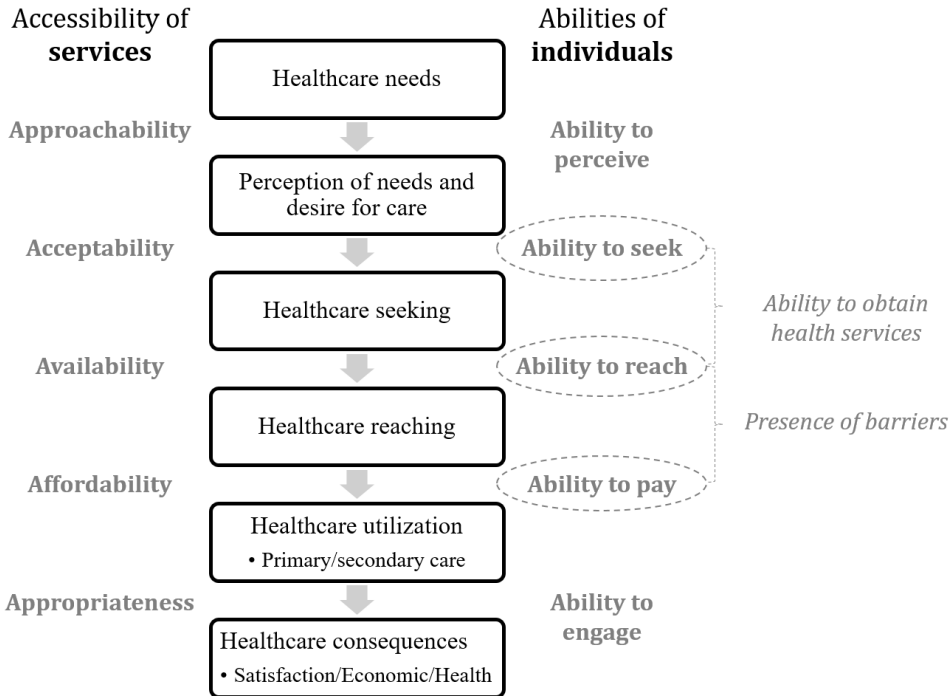 Accessibility of
services
Abilities of
individuals
Healthcare needs
Approachability
Ability to
perceive
Perception of needs and
desire for care
Acceptability
Ability to seek
Healthcare seeking
Ability to obtain
health services
Availability
Ability to reach
Healthcare reaching
Presence of barriers
Affordability
Ability to pay
Healthcare utilization
• Primary/secondary care
Appropriateness
Ability to
engage
Healthcare consequences
• Satisfaction/Economic/Health